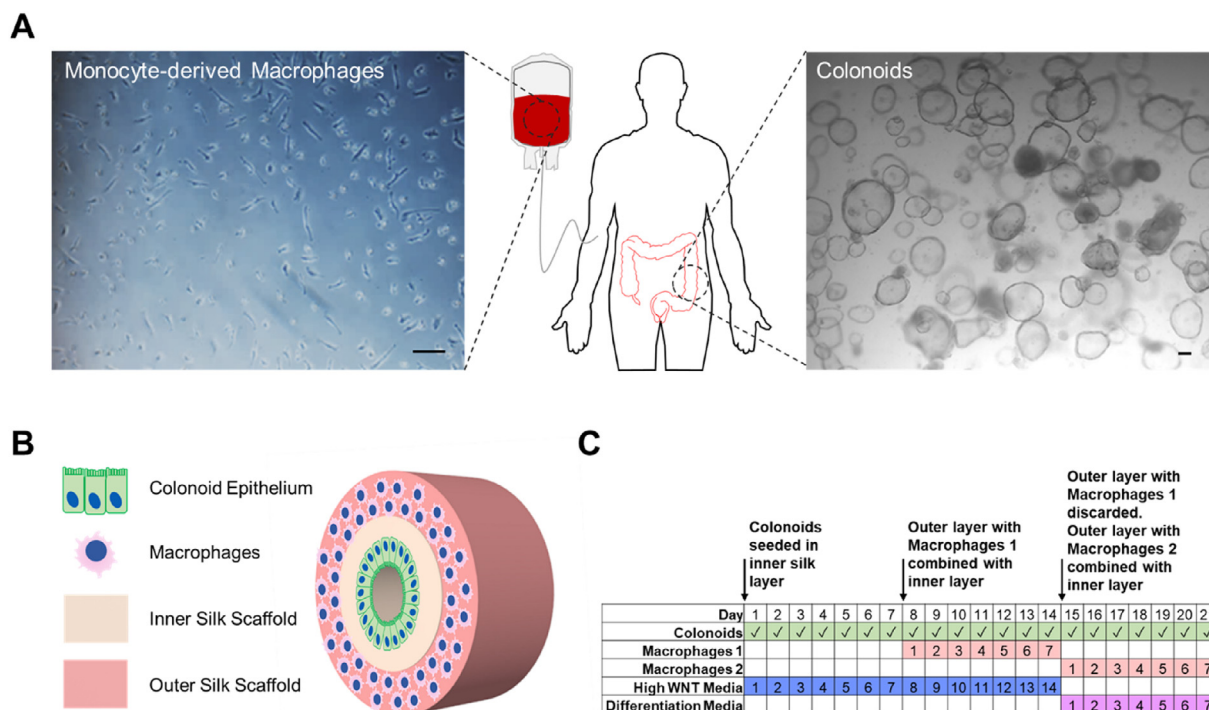 A
Monocyte-derived Macrophages
Colonoids
B
Colonoid Epithelium
Macrophages
Inner Silk Scaffold
Outer Silk Scaffold
C
Colonoids
seeded in
inner silk
layer
Outer layer with
Macrophages 1
combined with
inner layer
Outer layer with
Macrophages 1
discarded.
Outer layer with
Macrophages 2
combined with
inner layer
Day 1 2 3 4 5 6 7 8 9 10 11 12 13 14 15 16 17 18 19 20 2
Colonoids ✓ ✓ ✓ ✓ ✓ ✓ ✓ ✓ ✓ ✓ ✓ ✓ ✓ ✓ ✓ ✓ ✓ ✓ ✓ ✓ ✓
Macrophages 1 1 2 3 4 5 6 7
Macrophages 2 1 2 3 4 5 6 7
High WNT Media 1 2 3 4 5 6 7 8 9 10 11 12 13 14
Differentiation Media 1 2 3 4 5 6 7